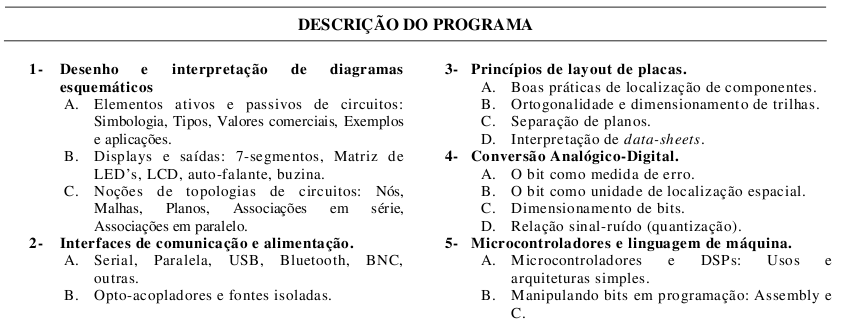 DESCRIÇÃO DO PROGRAMA
1- Desenho e interpretação de diagramas
esquemáticos
A. Elementos ativos e passivos de circuitos:
Simbologia, Tipos, Valores comerciais, Exemplos
e aplicações.
B. Displays e saídas: 7-segmentos, Matriz de
LED's, LCD, auto-falante, buzina.
C. Noções de topologias de circuitos: Nós,
Malhas, Planos, Associações em série,
Associações em paralelo.
2- Interfaces de comunicação e alimentação.
A. Serial, Paralela, USB, Bluetooth, BNC,
outras.
B. Opto-acopladores e fontes isoladas.
3- Princípios de layout de placas.
A. Boas práticas de localização de componentes.
B. Ortogonalidade e dimensionamento de trilhas.
C. Separação de planos.
D. Interpretação de data-sheets.
4- Conversão Analógico-Digital.
A. O bit como medida de erro.
B. O bit como unidade de localização espacial.
C. Dimensionamento de bits.
D. Relação sinal-ruído (quantização).
5- Microcontroladores e linguagem de máquina.
A. Microcontroladores e DSPs: Usos e
arquiteturas simples.
B. Manipulando bits em programação: Assembly e
C.